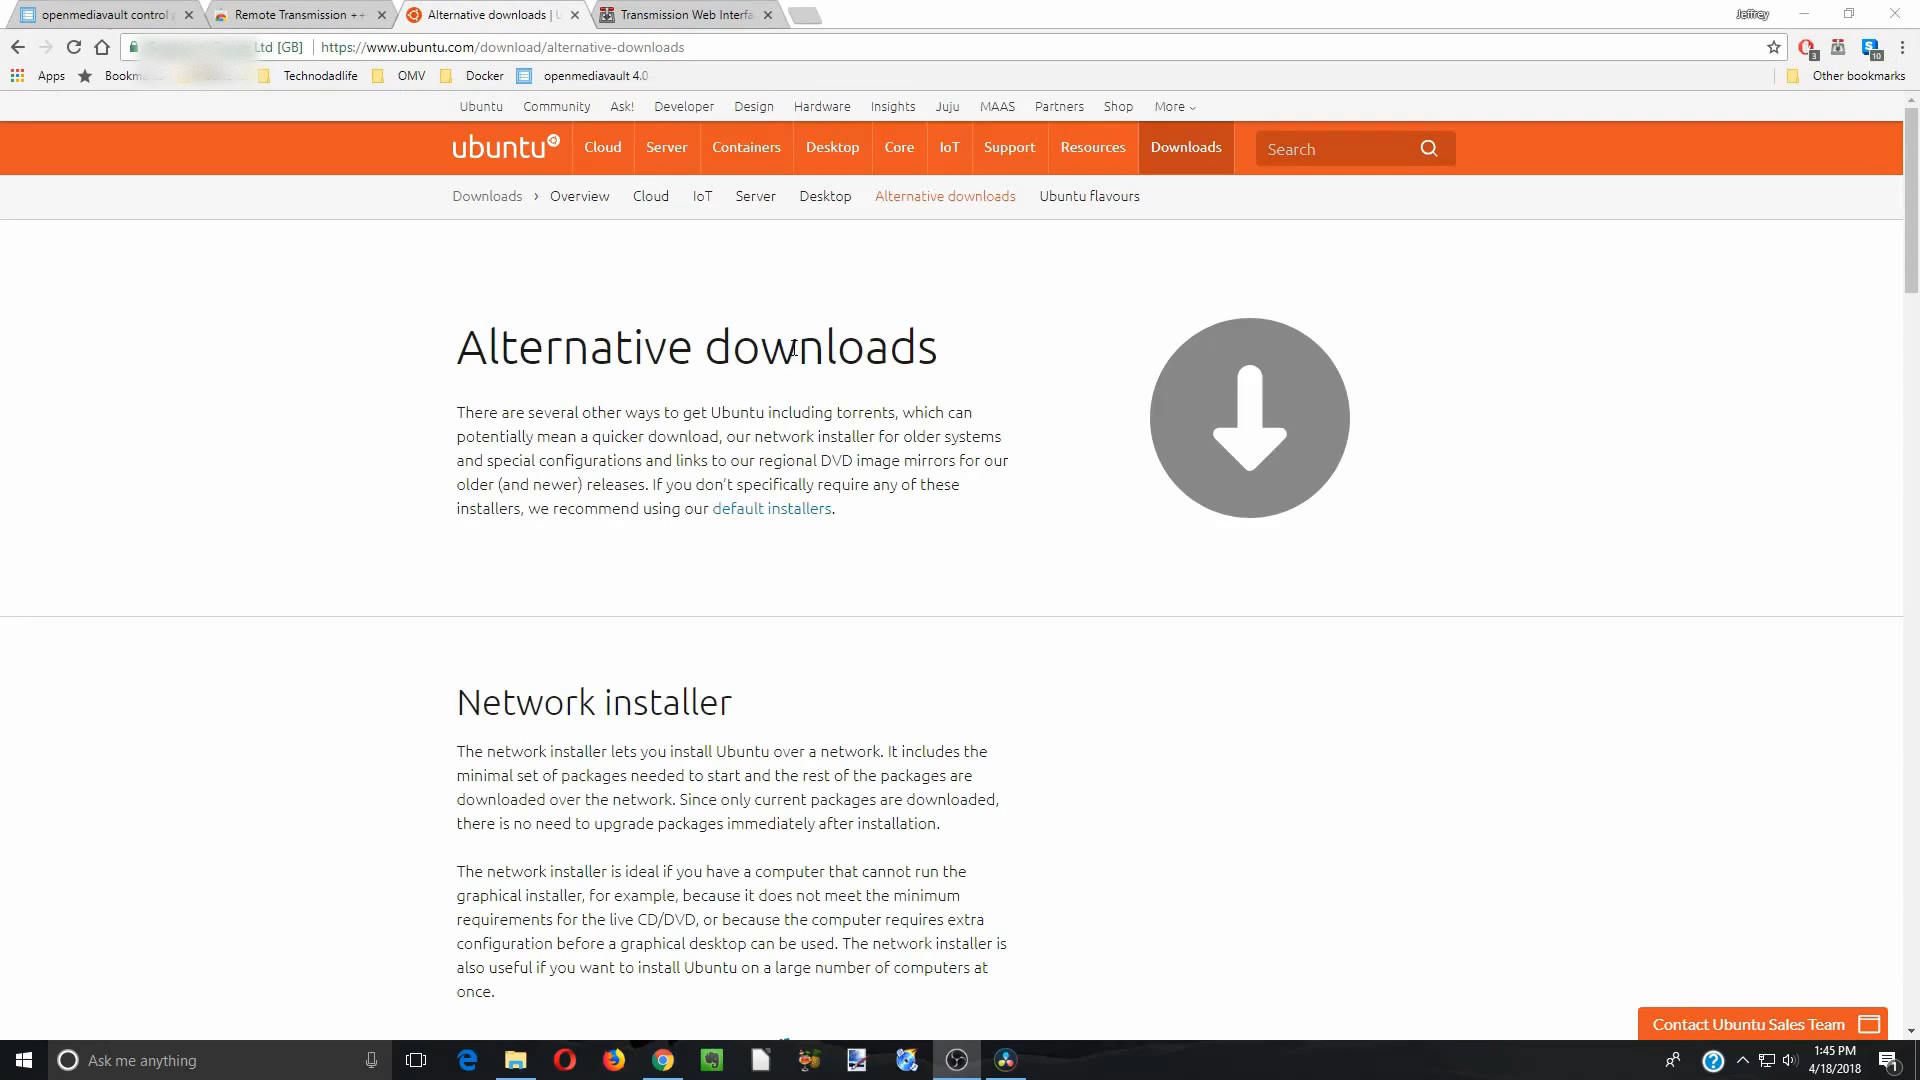 openmediavault control
Remote Transmission ++
Alternative downloads | U
Transmission Web Interfa
Jeffrey
Ltd [GB]
https://www.ubuntu.com/download/alternative-downloads
3
10
Apps
Bookm
Technodadlife
OMV
Docker
openmediavault 4.0
Other bookmarks
Ubuntu Community Ask! Developer Design Hardware Insights Juju MAAS Partners Shop More
ubuntu Cloud Server Containers Desktop Core IoT Support Resources Downloads Search
Downloads › Overview Cloud IoT Server Desktop Alternative downloads Ubuntu flavours
Alternative downloads
There are several other ways to get Ubuntu including torrents, which can
potentially mean a quicker download, our network installer for older systems
and special configurations and links to our regional DVD image mirrors for our
older (and newer) releases. If you don't specifically require any of these
installers, we recommend using our default installers.
Network installer
The network installer lets you install Ubuntu over a network. It includes the
minimal set of packages needed to start and the rest of the packages are
downloaded over the network. Since only current packages are downloaded,
there is no need to upgrade packages immediately after installation.
The network installer is ideal if you have a computer that cannot run the
graphical installer, for example, because it does not meet the minimum
requirements for the live CD/DVD, or because the computer requires extra
configuration before a graphical desktop can be used. The network installer is
also useful if you want to install Ubuntu on a large number of computers at
once.
Contact Ubuntu Sales Team
Ask me anything
1:45 PM
4/18/2018
1